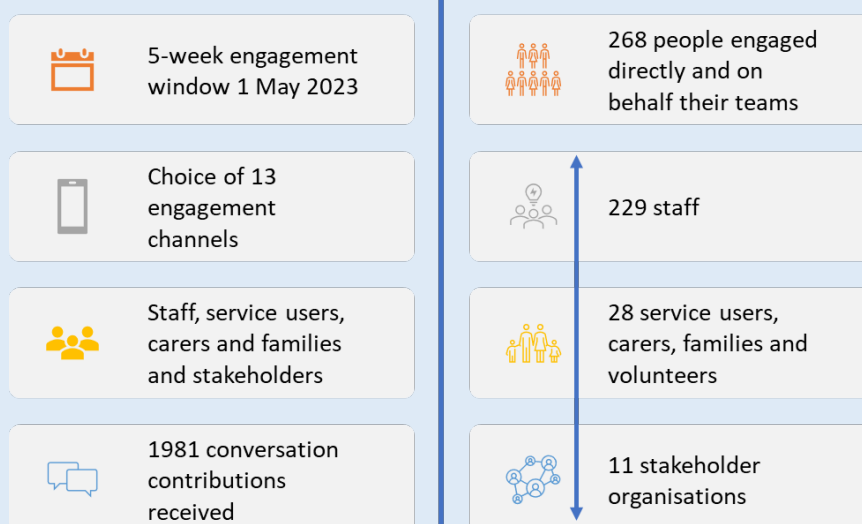 5-week engagement
window 1 May 2023
Choice of 13
engagement
channels
Staff, service users,
carers and families
and stakeholders
1981 conversation
contributions
received
268 people engaged
directly and on
behalf their teams
229 staff
28 service users,
carers, families and
volunteers
11 stakeholder
organisations